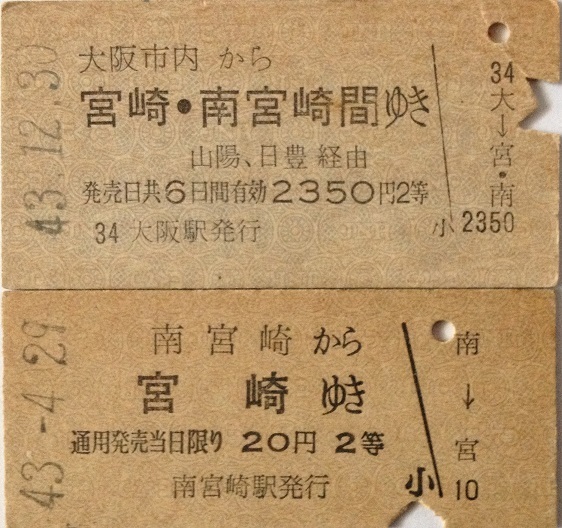 43.12.30
大阪市内 から
宮崎・南宮崎間ゆき
山陽、日豊 経由
発売日共6日間有効2350円2等
34 大阪駅発行
34
大→宮・南
小 2350
43.-4.29
南宮崎から
宮崎ゆき
通用発売当日限り 20円 2等
南宮崎駅発行
南→宮
小 10